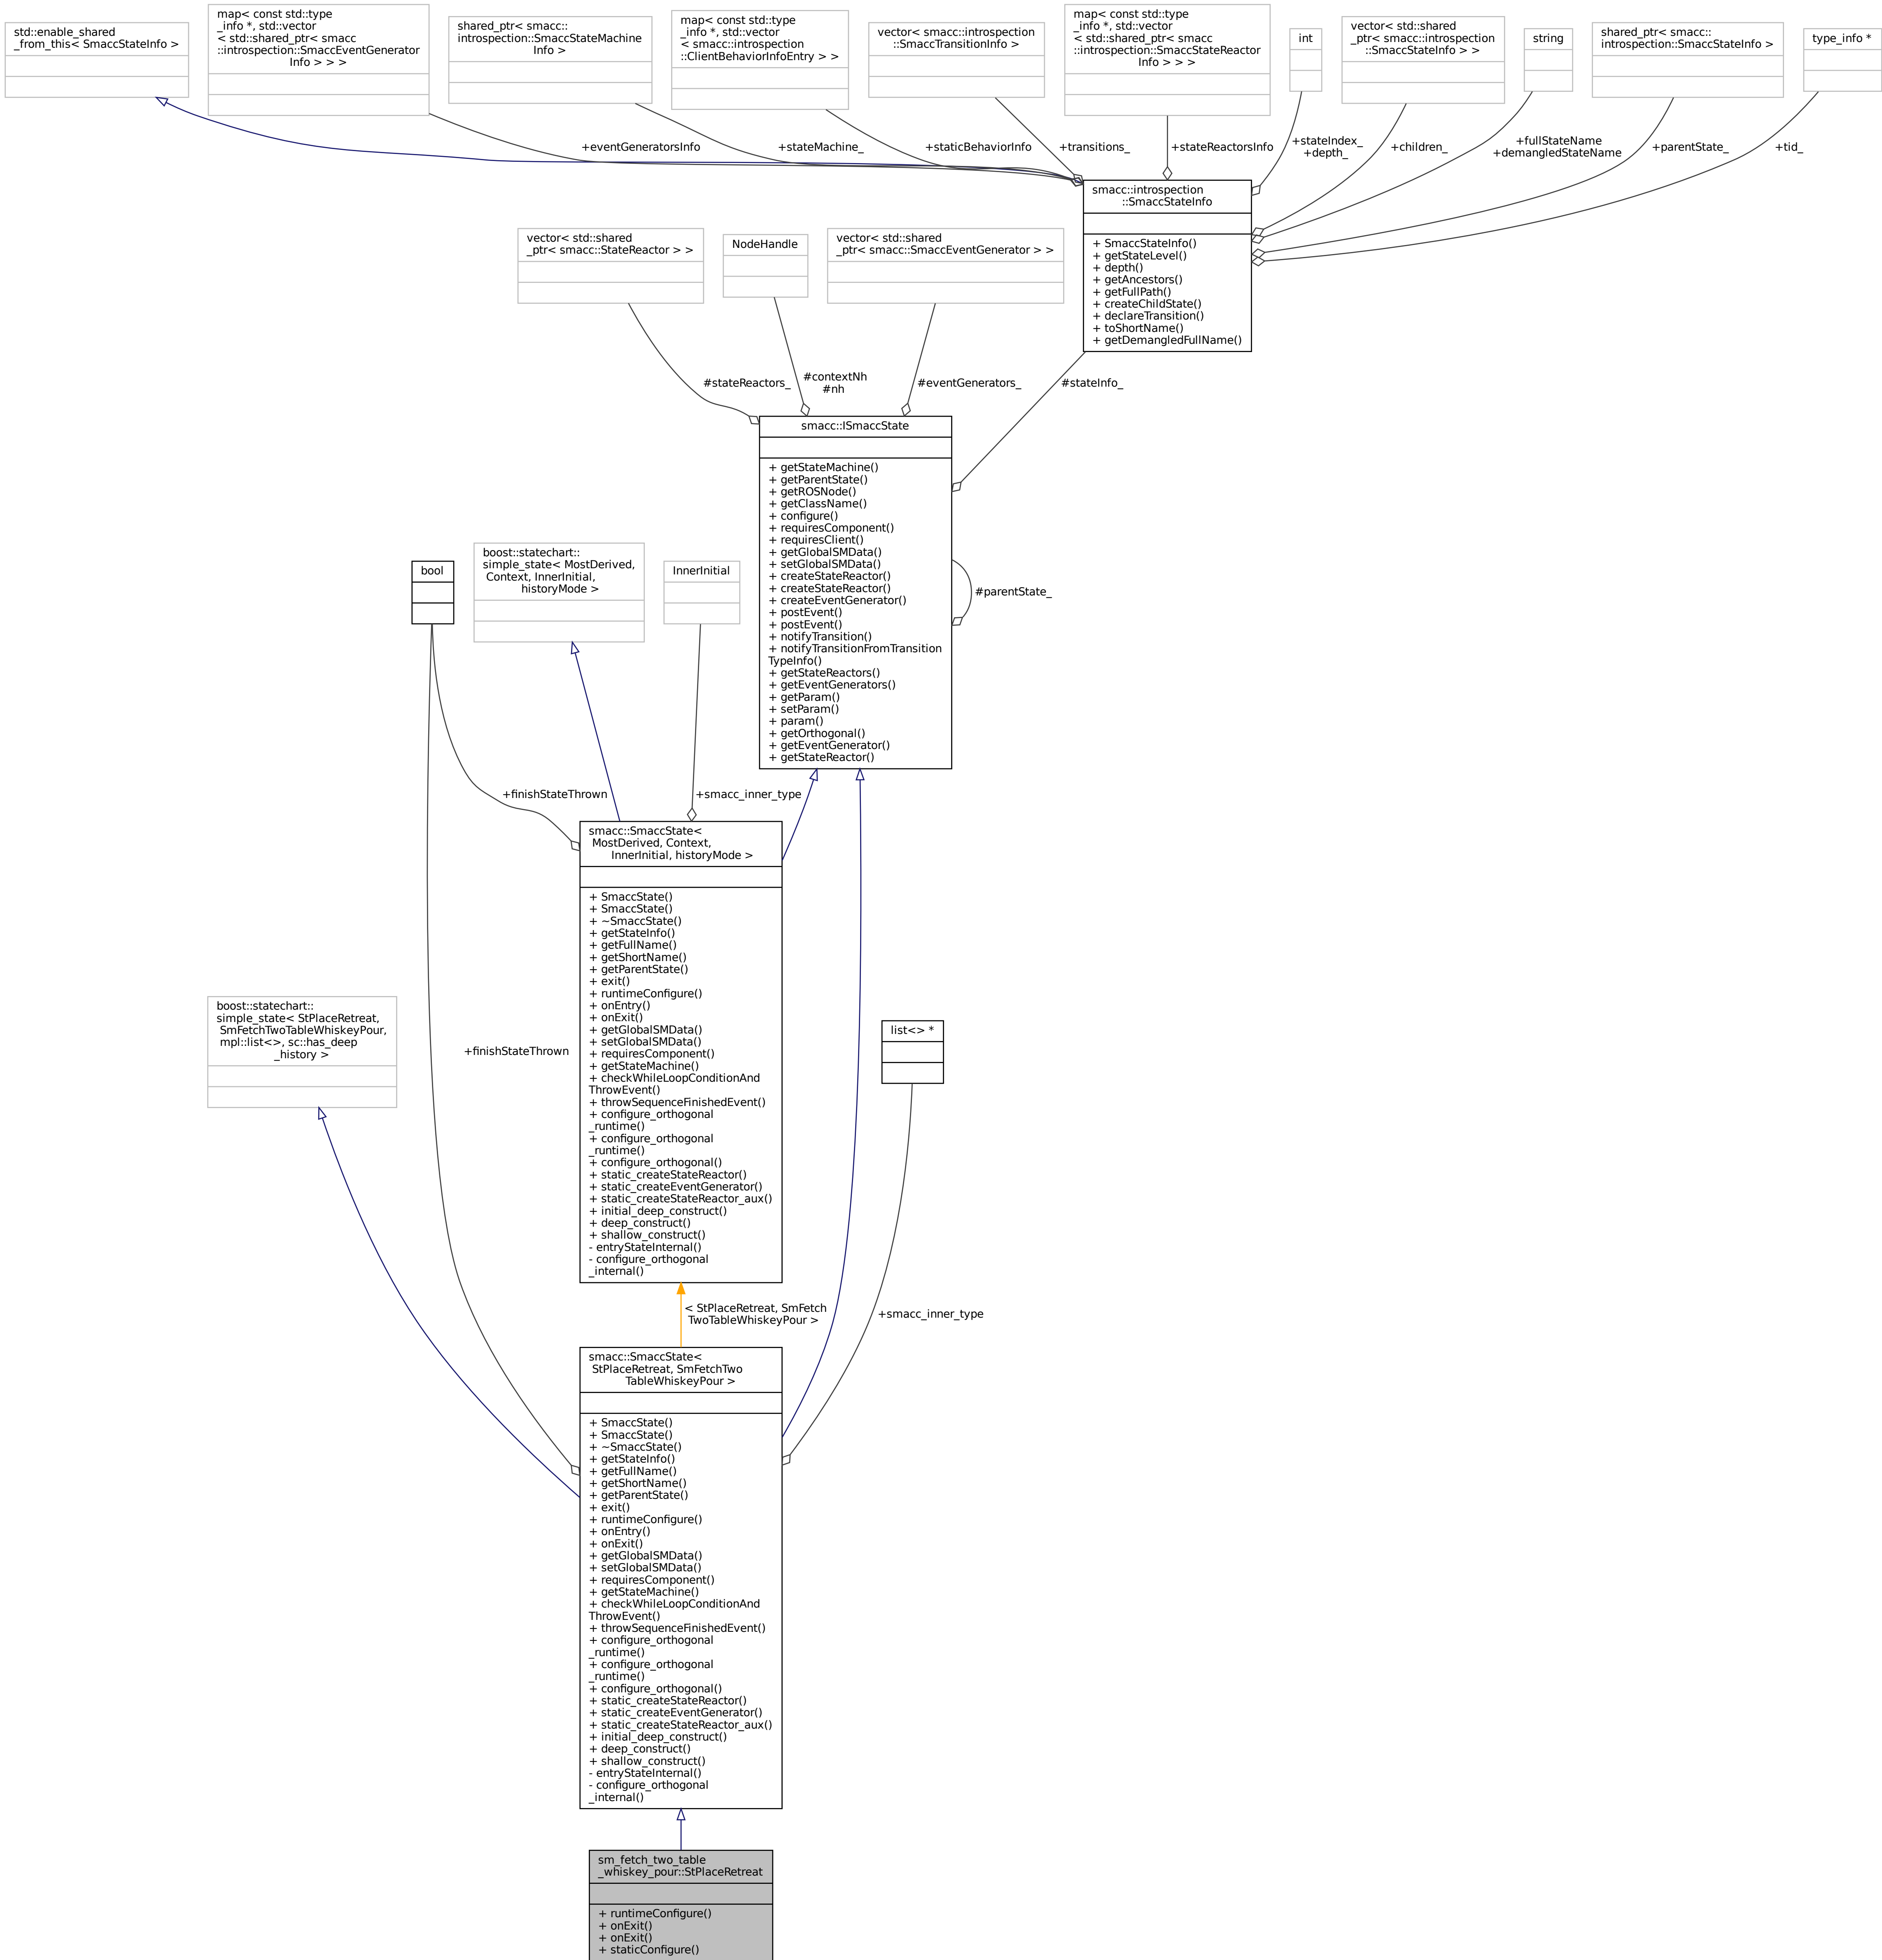 std::enable_shared
_from_this< SmaccStateInfo >
map< const std::type
_info *, std::vector
< std::shared_ptr< smacc
::introspection::SmaccEventGenerator
Info > > >
shared_ptr< smacc::
introspection::SmaccStateMachine
Info >
map< const std::type
_info *, std::vector
< smacc::introspection
::ClientBehaviorInfoEntry > >
vector< smacc::introspection
::SmaccTransitionInfo >
map< const std::type
_info *, std::vector
< std::shared_ptr< smacc
::introspection::SmaccStateReactor
Info > > >
int
vector< std::shared
_ptr< smacc::introspection
::SmaccStateInfo > >
string
shared_ptr< smacc::
introspection::SmaccStateInfo >
type_info *
+eventGeneratorsInfo
+stateMachine_
+staticBehaviorInfo
+transitions_
+stateReactorsInfo
+stateIndex_
+depth_
+children_
+fullStateName
+demangledStateName
+parentState_
+tid_
smacc::introspection
::SmaccStateInfo
+ SmaccStateInfo()
+ getStateLevel()
+ depth()
+ getAncestors()
+ getFullPath()
+ createChildState()
+ declareTransition()
+ toShortName()
+ getDemangledFullName()
vector< std::shared
_ptr< smacc::StateReactor > >
NodeHandle
vector< std::shared
_ptr< smacc::SmaccEventGenerator > >
#stateReactors_
#contextNh
#nh
#eventGenerators_
#stateInfo_
smacc::ISmaccState
+ getStateMachine()
+ getParentState()
+ getROSNode()
+ getClassName()
+ configure()
+ requiresComponent()
+ requiresClient()
+ getGlobalSMData()
+ setGlobalSMData()
+ createStateReactor()
+ createStateReactor()
+ createEventGenerator()
+ postEvent()
+ postEvent()
+ notifyTransition()
+ notifyTransitionFromTransition
TypeInfo()
+ getStateReactors()
+ getEventGenerators()
+ getParam()
+ setParam()
+ param()
+ getOrthogonal()
+ getEventGenerator()
+ getStateReactor()
#parentState_
bool
boost::statechart::
simple_state< MostDerived,
Context, InnerInitial,
historyMode >
InnerInitial
+finishStateThrown
+smacc_inner_type
smacc::SmaccState<
MostDerived, Context,
InnerInitial, historyMode >
+ SmaccState()
+ SmaccState()
+ ~SmaccState()
+ getStateInfo()
+ getFullName()
+ getShortName()
+ getParentState()
+ exit()
+ runtimeConfigure()
+ onEntry()
+ onExit()
+ getGlobalSMData()
+ setGlobalSMData()
+ requiresComponent()
+ getStateMachine()
+ checkWhileLoopConditionAnd
ThrowEvent()
+ throwSequenceFinishedEvent()
+ configure_orthogonal
_runtime()
+ configure_orthogonal
_runtime()
+ configure_orthogonal()
+ static_createStateReactor()
+ static_createEventGenerator()
+ static_createStateReactor_aux()
+ initial_deep_construct()
+ deep_construct()
+ shallow_construct()
- entryStateInternal()
- configure_orthogonal
_internal()
boost::statechart::
simple_state< StPlaceRetreat,
SmFetchTwoTableWhiskeyPour,
mpl::list<>, sc::has_deep
_history >
+finishStateThrown
list<> *
< StPlaceRetreat, SmFetch
TwoTableWhiskeyPour >
+smacc_inner_type
smacc::SmaccState<
StPlaceRetreat, SmFetchTwo
TableWhiskeyPour >
+ SmaccState()
+ SmaccState()
+ ~SmaccState()
+ getStateInfo()
+ getFullName()
+ getShortName()
+ getParentState()
+ exit()
+ runtimeConfigure()
+ onEntry()
+ onExit()
+ getGlobalSMData()
+ setGlobalSMData()
+ requiresComponent()
+ getStateMachine()
+ checkWhileLoopConditionAnd
ThrowEvent()
+ throwSequenceFinishedEvent()
+ configure_orthogonal
_runtime()
+ configure_orthogonal
_runtime()
+ configure_orthogonal()
+ static_createStateReactor()
+ static_createEventGenerator()
+ static_createStateReactor_aux()
+ initial_deep_construct()
+ deep_construct()
+ shallow_construct()
- entryStateInternal()
- configure_orthogonal
_internal()
sm_fetch_two_table
_whiskey_pour::StPlaceRetreat
+ runtimeConfigure()
+ onExit()
+ onExit()
+ staticConfigure()